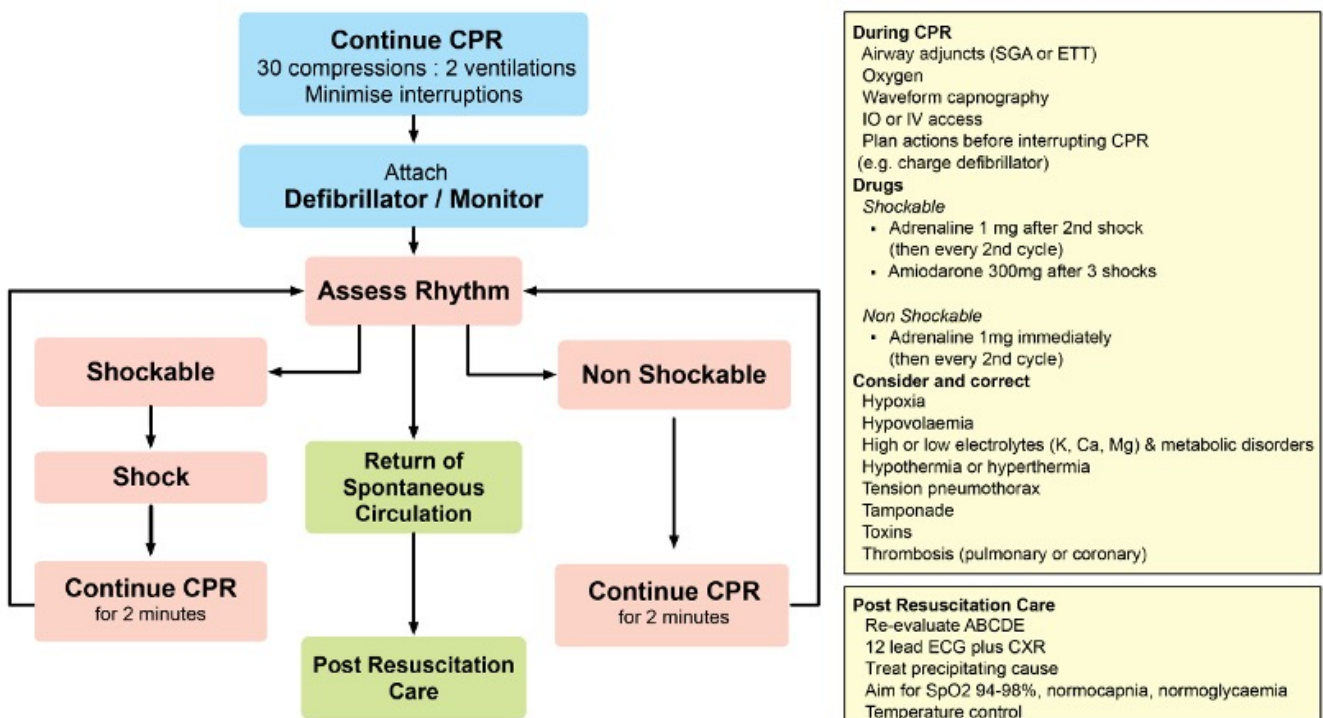 Continue CPR
30 compressions : 2 ventilations
Minimise interruptions
Attach
Defibrillator / Monitor
Assess Rhythm
Shockable
Non Shockable
Shock
Return of
Spontaneous
Circulation
Continue CPR
for 2 minutes
Continue CPR
for 2 minutes
Post Resuscitation
Care
During CPR
Airway adjuncts (SGA or ETT)
Oxygen
Waveform capnography
IO or IV access
Plan actions before interrupting CPR
(e.g. charge defibrillator)
Drugs
Shockable
▪ Adrenaline 1 mg after 2nd shock
(then every 2nd cycle)
▪ Amiodarone 300mg after 3 shocks
Non Shockable
▪ Adrenaline 1mg immediately
(then every 2nd cycle)
Consider and correct
Hypoxia
Hypovolaemia
High or low electrolytes (K, Ca, Mg) & metabolic disorders
Hypothermia or hyperthermia
Tension pneumothorax
Tamponade
Toxins
Thrombosis (pulmonary or coronary)
Post Resuscitation Care
Re-evaluate ABCDE
12 lead ECG plus CXR
Treat precipitating cause
Aim for SpO2 94-98%, normocapnia, normoglycaemia
Temperature control